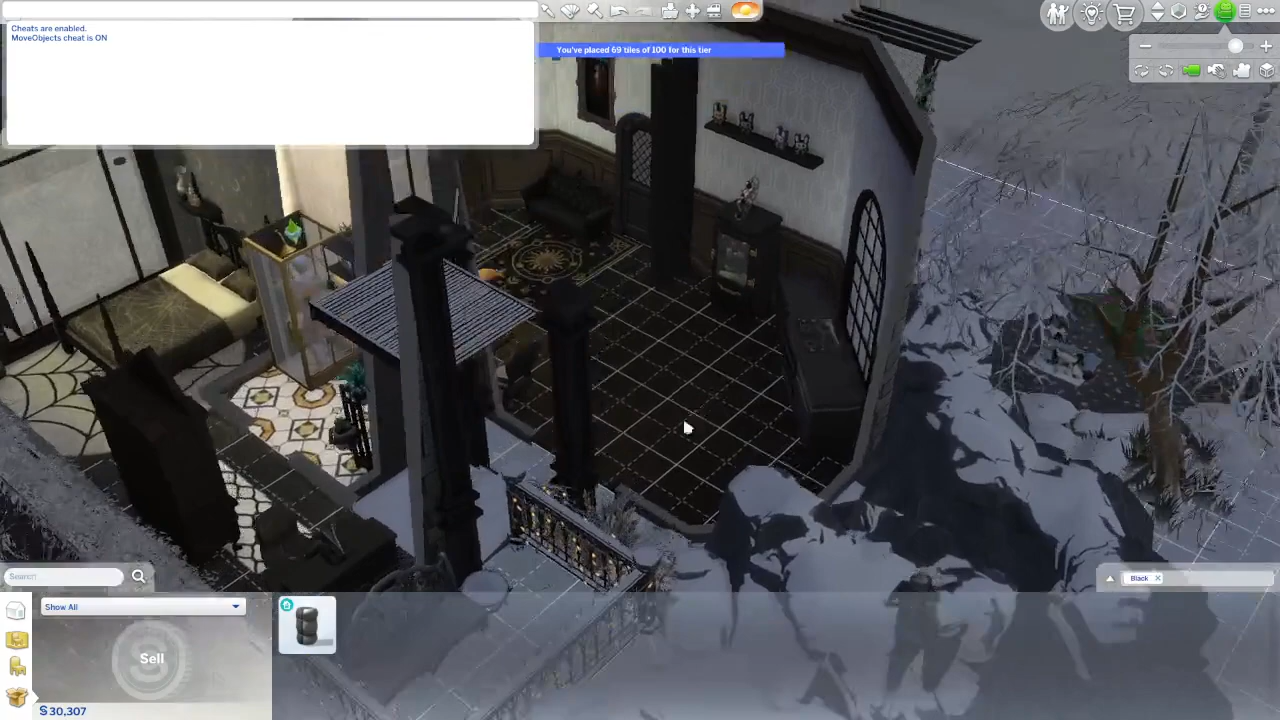 Cheats are enabled.
MoveObjects cheat is ON
You've placed 69 tiles of 100 for this tier
Search
Black
Show All
Sell
S 30,307